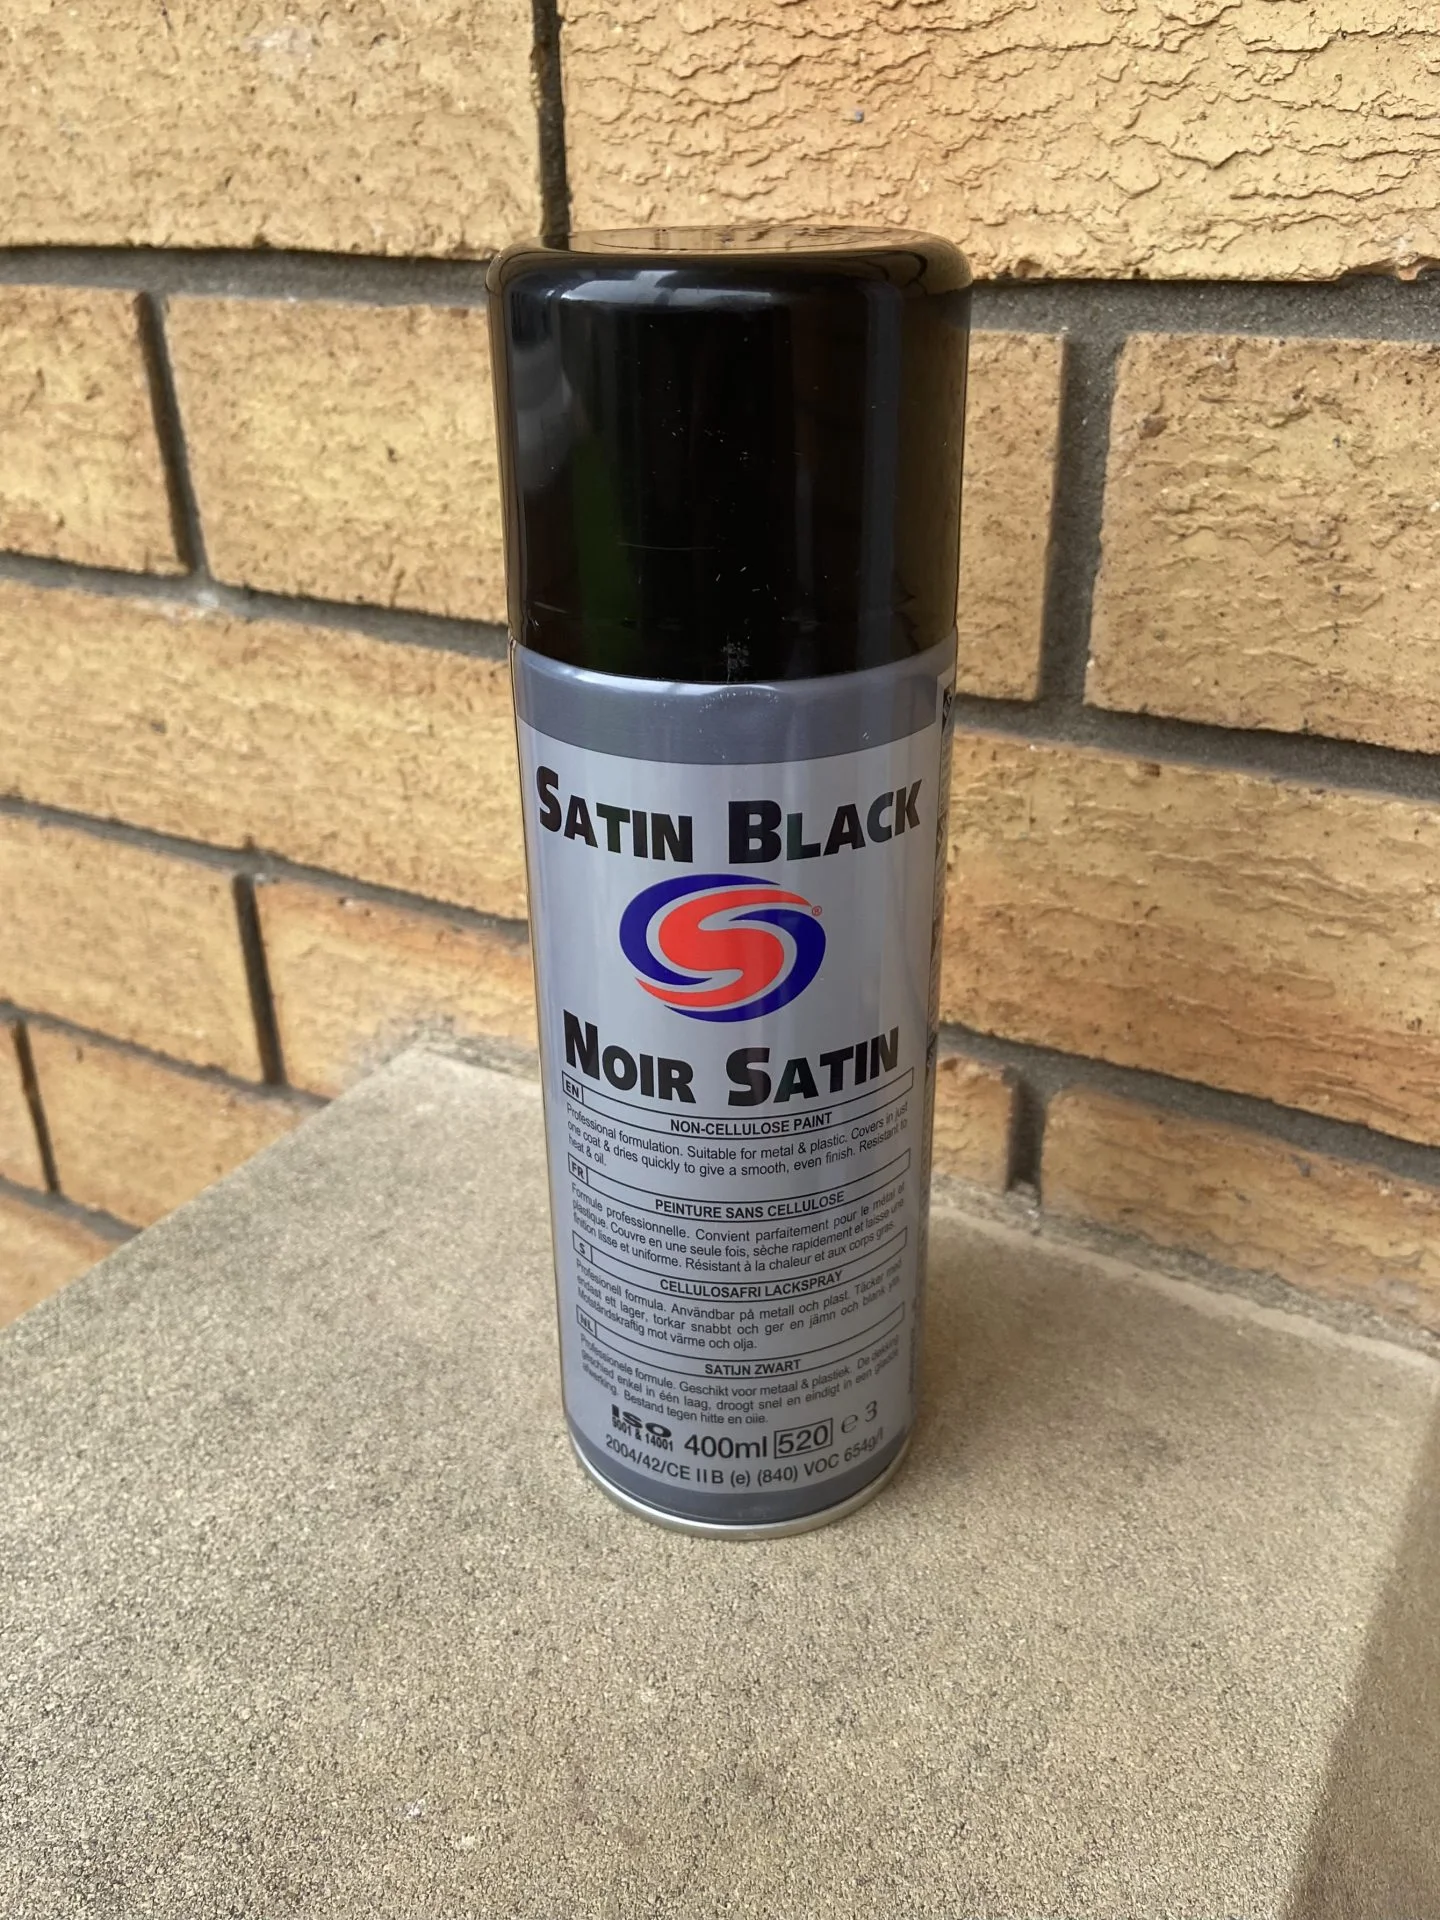 SATIN BLACK
®
NOIR SATIN
EN
NON-CELLULOSE PAINT
Professional formulation. Suitable for metal & plastic. Covers in just
one coat & dries quickly to give a smooth, even finish. Resistant to
heat & oil.
FR
PEINTURE SANS CELLULOSE
Formule professionnelle. Convient parfaitement pour le métal et
plastique. Couvre en une seule fois, sèche rapidement et laisse une
finition lisse et uniforme. Résistant à la chaleur et aux corps gras.
S
CELLULOSAFRI LACKSPRAY
Profesionell formula. Användbar på metall och plast. Täcker med
endast ett lager, torkar snabbt och ger en jämn och blank yta
Motståndskraftig mot värme och olja.
NL
SATIJN ZWART
Professionele formule. Geschikt voor metaal & plastiek. De dekking
geschied enkel in één laag, droogt snel en eindigt in een glande
afwerking. Bestand tegen hitte en olie.
ISO
9001 & 14001
400ml 520 e 3
2004/42/CE IIB (e) (840) VOC 654g/l